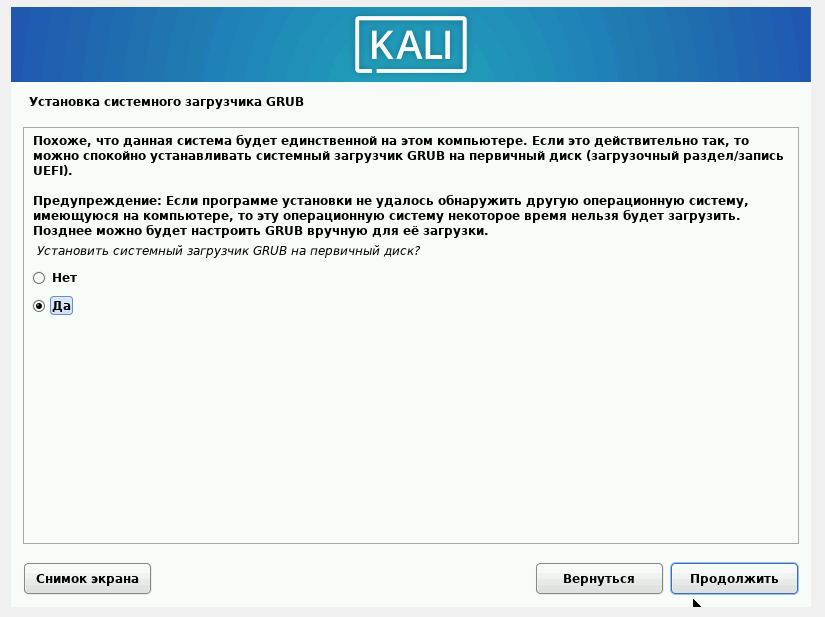 KALI
Установка системного загрузчика GRUB
Похоже, что данная система будет единственной на этом компьютере. Если это действительно так, то
можно спокойно устанавливать системный загрузчик GRUB на первичный диск (загрузочный раздел/запись
UEFI).
Предупреждение: Если программе установки не удалось обнаружить другую операционную систему,
имеющуюся на компьютере, то эту операционную систему некоторое время нельзя будет загрузить.
Позднее можно будет настроить GRUB вручную для её загрузки.
Установить системный загрузчик GRUB на первичный диск?
Нет
Да
Снимок экрана
Вернуться
Продолжить